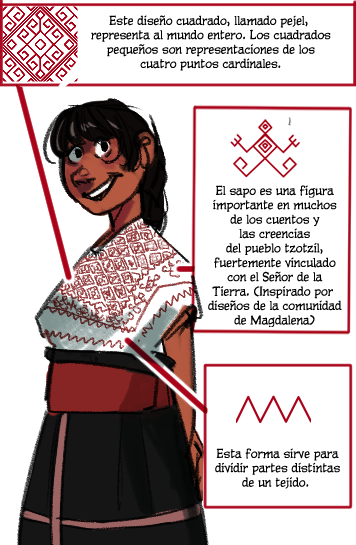 Este diseño cuadrado, llamado pejel,
representa al mundo entero. Los cuadrados
pequeños son representaciones de los
cuatro puntos cardinales.
El sapo es una figura
importante en muchos
de los cuentos y
las creencias
del pueblo tzotzil,
fuertemente vinculado
con el Señor de la
Tierra. (Inspirado por
diseños de la comunidad
de Magdalena)
Esta forma sirve para
dividir partes distintas
de un tejido.